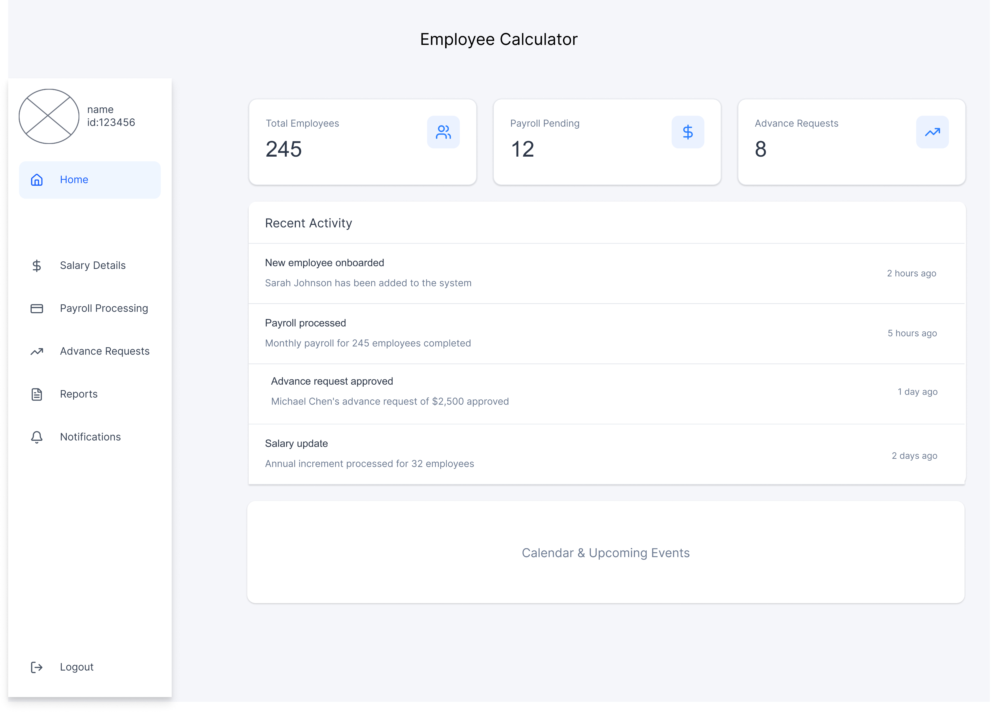 Employee Calculator
name
id:123456
Home
Salary Details
Payroll Processing
Advance Requests
Reports
Notifications
Logout
Total Employees
245
Payroll Pending
12
Advance Requests
8
Recent Activity
New employee onboarded
Sarah Johnson has been added to the system
2 hours ago
Payroll processed
Monthly payroll for 245 employees completed
5 hours ago
Advance request approved
Michael Chen's advance request of $2,500 approved
1 day ago
Salary update
Annual increment processed for 32 employees
2 days ago
Calendar & Upcoming Events